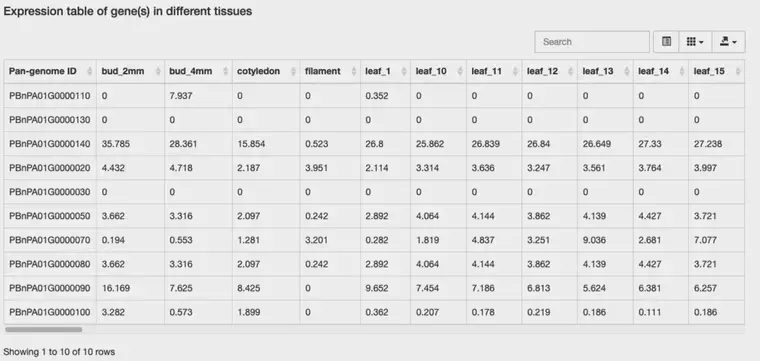 Expression table of gene(s) in different tissues
Search
Pan-genome ID bud_2mm bud_4mm cotyledon filament leaf_1 leaf_10 leaf_11 leaf_12 leaf_13 leaf_14 leaf_15
PBnPA01G0000110 0 7.937 0 0 0.352 0 0 0 0 0 0
PBnPA01G0000130 0 0 0 0 0 0 0 0 0 0 0
PBnPA01G0000140 35.785 28.361 15.854 0.523 26.8 25.862 26.839 26.84 26.649 27.33 27.238
PBnPA01G0000020 4.432 4.718 2.187 3.951 2.114 3.314 3.636 3.247 3.561 3.764 3.997
PBnPA01G0000030 0 0 0 0 0 0 0 0 0 0 0
PBnPA01G0000050 3.662 3.316 2.097 0.242 2.892 4.064 4.144 3.862 4.139 4.427 3.721
PBnPA01G0000070 0.194 0.553 1.281 3.201 0.282 1.819 4.837 3.251 9.036 2.681 7.077
PBnPA01G0000080 3.662 3.316 2.097 0.242 2.892 4.064 4.144 3.862 4.139 4.427 3.721
PBnPA01G0000090 16.169 7.625 8.425 0 9.652 7.454 7.186 6.813 5.624 6.381 6.257
PBnPA01G0000100 3.282 0.573 1.899 0 0.362 0.207 0.178 0.219 0.186 0.111 0.186
Showing 1 to 10 of 10 rows